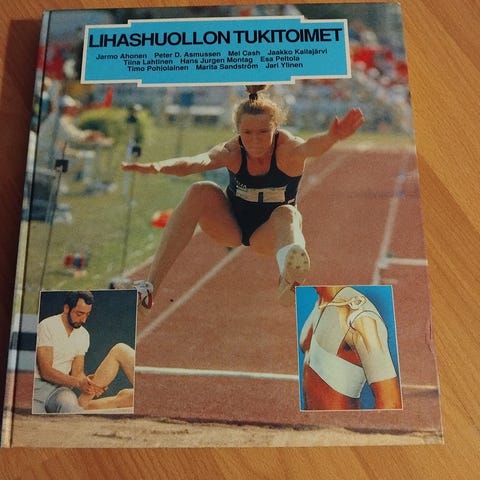 LIHASHUOLLON TUKITOIMET
Jarmo Ahonen Peter D. Asmussen Mel Cash Jaakko Kailajärvi
Tiina Lahtinen Hans Jurgen Montag Esa Peltola
Timo Pohjolainen Marita Sandström Jari Ylinen